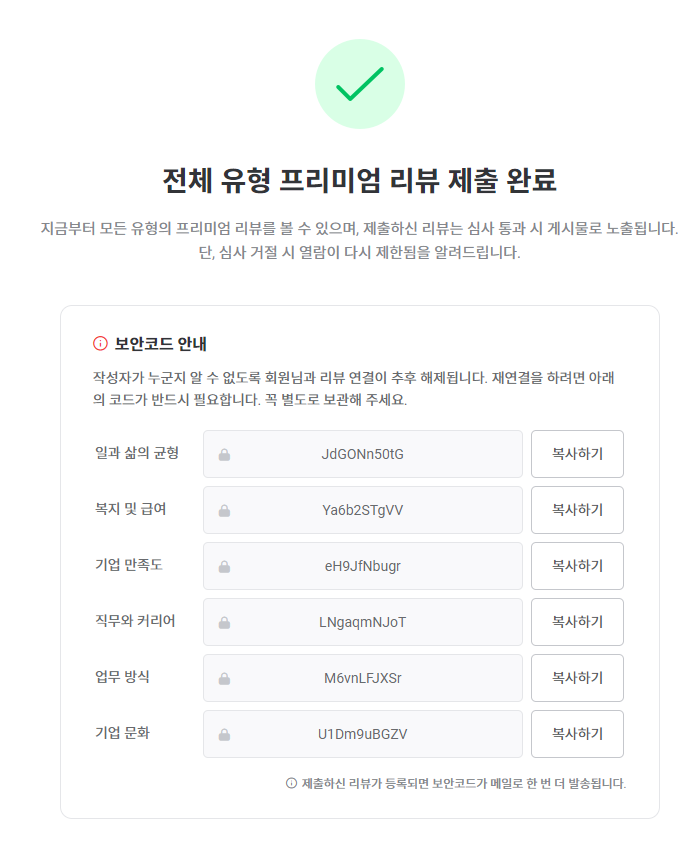 전체 유형 프리미엄 리뷰 제출 완료
지금부터 모든 유형의 프리미엄 리뷰를 볼 수 있으며, 제출하신 리뷰는 심사 통과 시 게시물로 노출됩니다.
단, 심사 거절 시 열람이 다시 제한됨을 알려드립니다.
보안코드 안내
작성자가 누군지 알 수 없도록 회원님과 리뷰 연결이 추후 해제됩니다. 재연결을 하려면 아래
의 코드가 반드시 필요합니다. 꼭 별도로 보관해 주세요.
일과 삶의 균형 JdGONn50tG 복사하기
복지 및 급여 Ya6b2STgVV 복사하기
기업 만족도 eH9JfNbugr 복사하기
직무와 커리어 LNgaqmNJoT 복사하기
업무 방식 M6vnLFJXSr 복사하기
기업 문화 U1Dm9uBGZV 복사하기
제출하신 리뷰가 등록되면 보안코드가 메일로 한 번 더 발송됩니다.